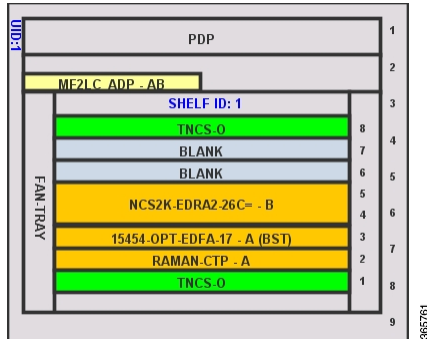 UID:1
PDP
1
2
MF2LC_ADP - AB
SHELF ID: 1
3
TNCS-O
8
4
BLANK
7
BLANK
6
5
FAN-TRAY
NCS2K-EDRA2-26C= - B
5
4
6
15454-OPT-EDFA-17 - A (BST)
3
7
RAMAN-CTP - A
2
TNCS-O
1
8
9
365761